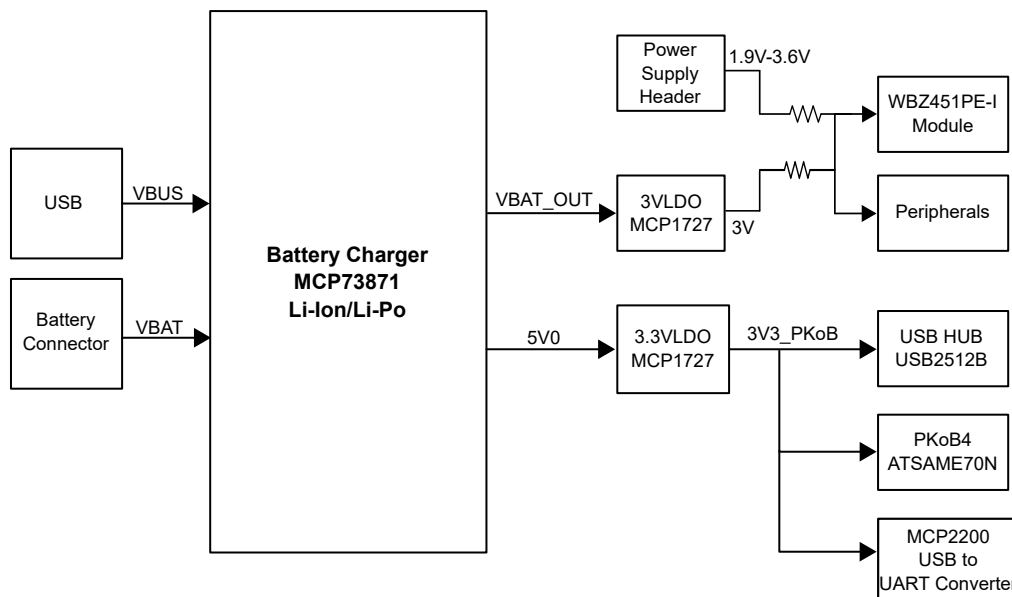 USB
VBUS
Battery
Connector
VBAT
Battery Charger
MCP73871
Li-Ion/Li-Po
VBAT_OUT
5V0
Power
Supply
Header
1.9V-3.6V
3VLDO
MCP1727
3V
3.3VLDO
MCP1727
3V3_PKoB
WBZ451PE-I
Module
Peripherals
USB HUB
USB2512B
PKoB4
ATSAME70N
MCP2200
USB to
UART Converter